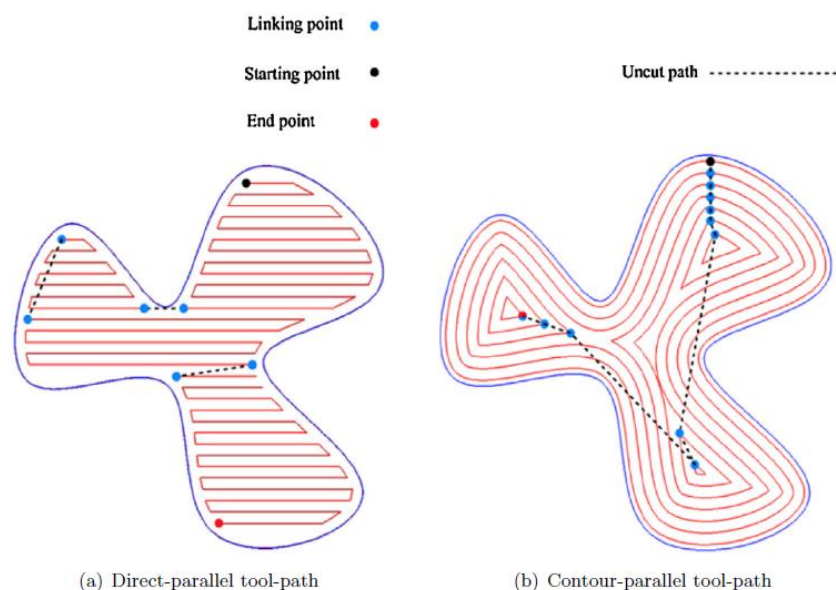 Linking point
Starting point
Uncut path
End point
(a) Direct-parallel tool-path
(b) Contour-parallel tool-path